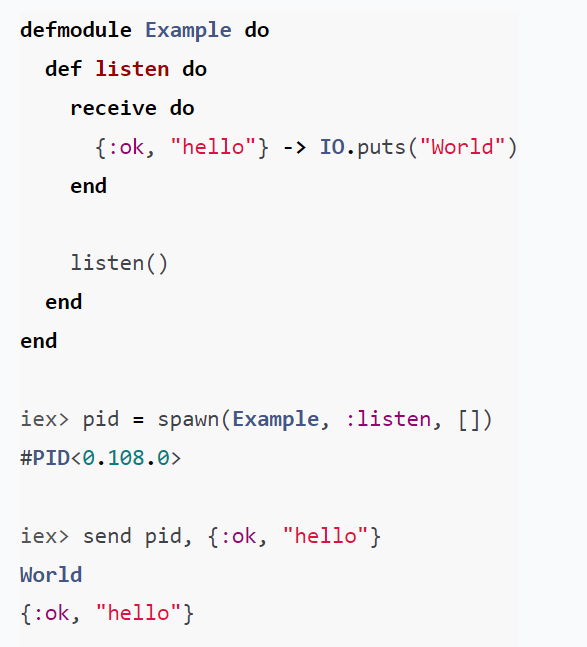 defmodule Example do
  def listen do
    receive do
      {:ok, "hello"} -> IO.puts("World")
    end

    listen()
  end
end

iex> pid = spawn(Example, :listen, [])
#PID<0.108.0>

iex> send pid, {:ok, "hello"}
World
{:ok, "hello"}